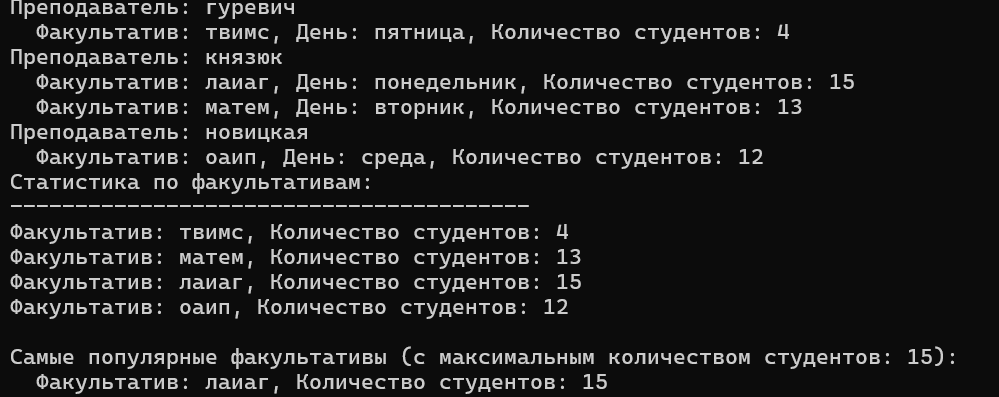 Преподаватель: гуревич
Факультатив: твимс, День: пятница, Количество студентов: 4
Преподаватель: князюк
Факультатив: лаиаг, День: понедельник, Количество студентов: 15
Факультатив: матем, День: вторник, Количество студентов: 13
Преподаватель: новицкая
Факультатив: оаип, День: среда, Количество студентов: 12
Статистика по факультативам:
----------------------------------------
Факультатив: твимс, Количество студентов: 4
Факультатив: матем, Количество студентов: 13
Факультатив: лаиаг, Количество студентов: 15
Факультатив: оаип, Количество студентов: 12
Самые популярные факультативы (с максимальным количеством студентов: 15):
Факультатив: лаиаг, Количество студентов: 15